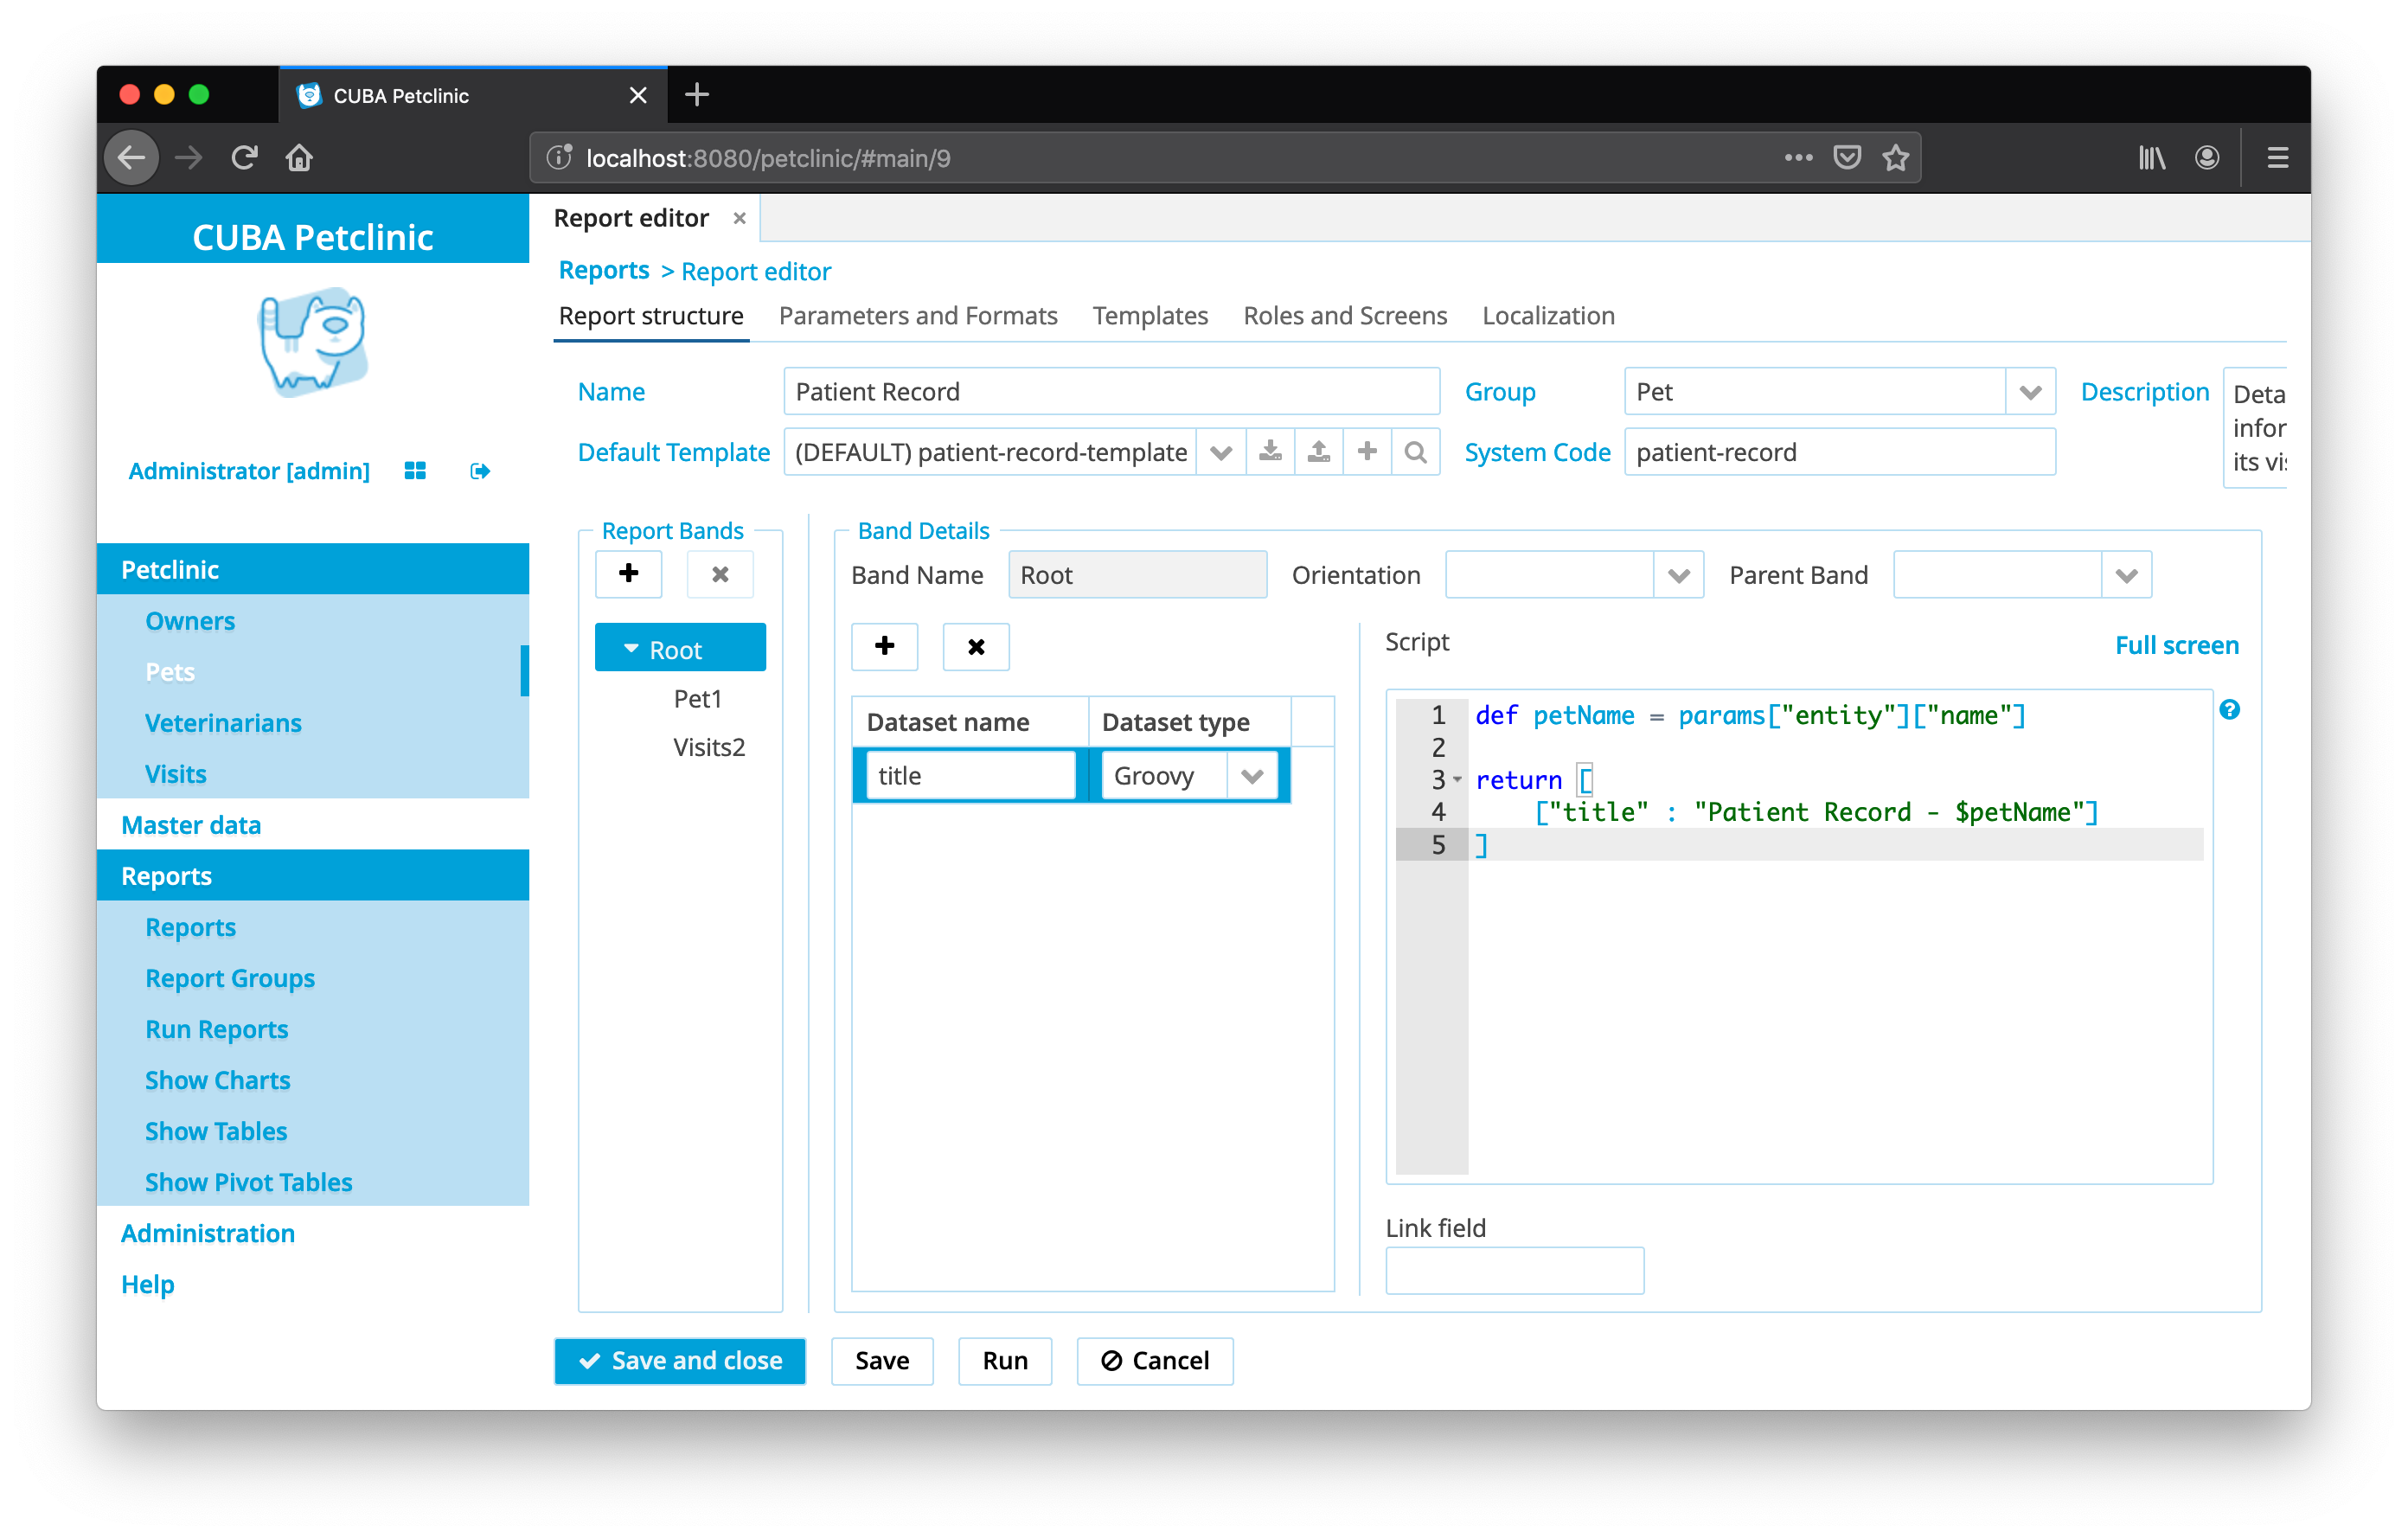 CUBA Petclinic
localhost:8080/petclinic/#main/9
CUBA Petclinic
Administrator [admin]
Petclinic
Owners
Pets
Veterinarians
Visits
Master data
Reports
Reports
Report Groups
Run Reports
Show Charts
Show Tables
Show Pivot Tables
Administration
Help
Report editor
Reports > Report editor
Report structure Parameters and Formats Templates Roles and Screens Localization
Name Patient Record Group Pet Description Deta
infor
its vis
Default Template (DEFAULT) patient-record-template System Code patient-record
Report Bands
Root
Pet1
Visits2
Band Details
Band Name Root Orientation Parent Band
Dataset name Dataset type
title Groovy
Script Full screen
1 def petName = params["entity"]["name"]
2
3 return [
4 ["title" : "Patient Record - $petName"]
5 ]
Link field
Save and close Save Run Cancel